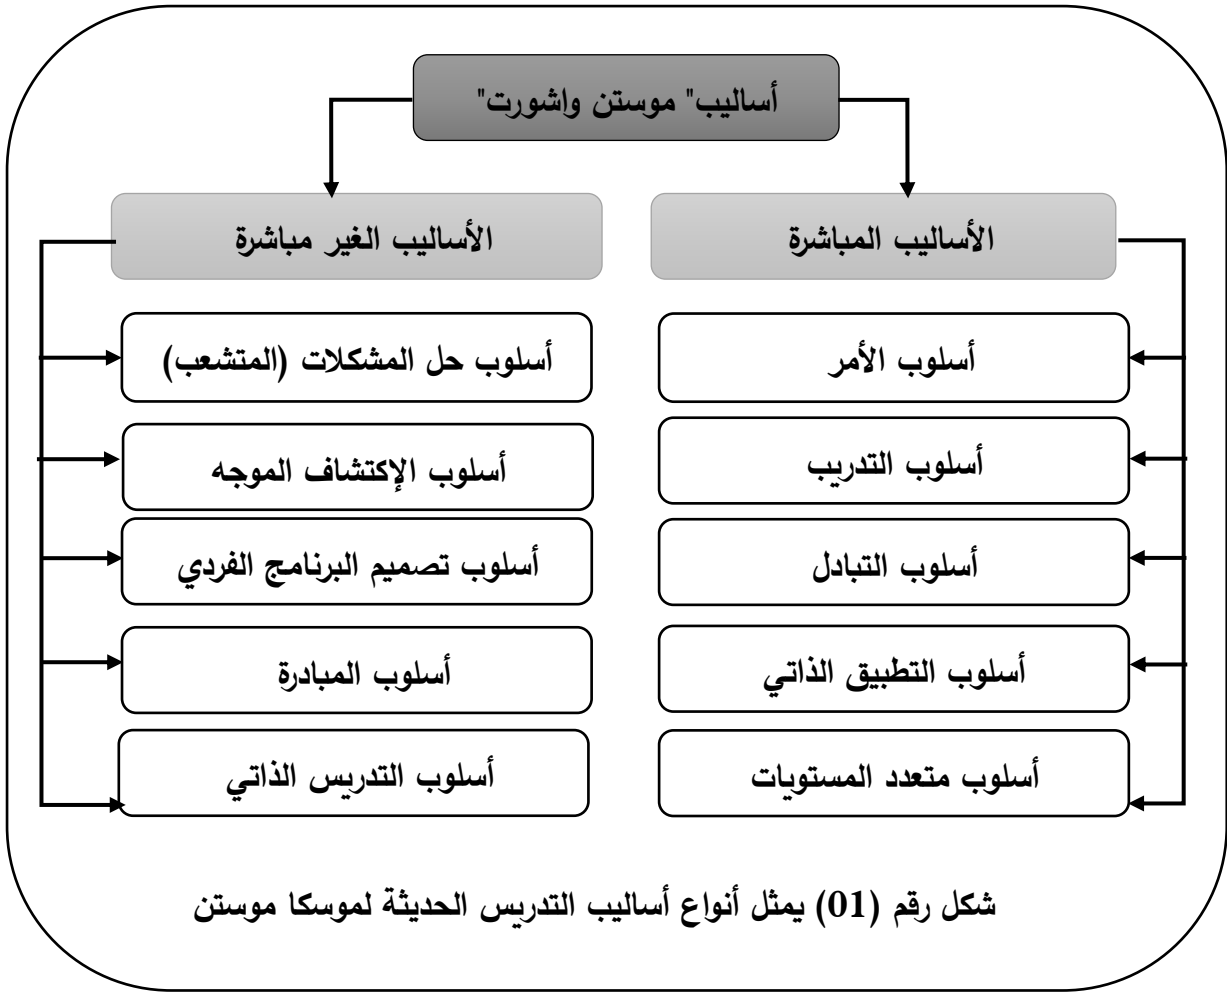 أساليب" موستن واشورت"
الأساليب المباشرة
أسلوب الأمر
أسلوب التدريب
أسلوب التبادل
أسلوب التطبيق الذاتي
أسلوب متعدد المستويات
الأساليب الغير مباشرة
أسلوب حل المشكلات (المتشعب)
أسلوب الإكتشاف الموجه
أسلوب تصميم البرنامج الفردي
أسلوب المبادرة
أسلوب التدريس الذاتي
شكل رقم (01) يمثل أنواع أساليب التدريس الحديثة لموسكا موستن